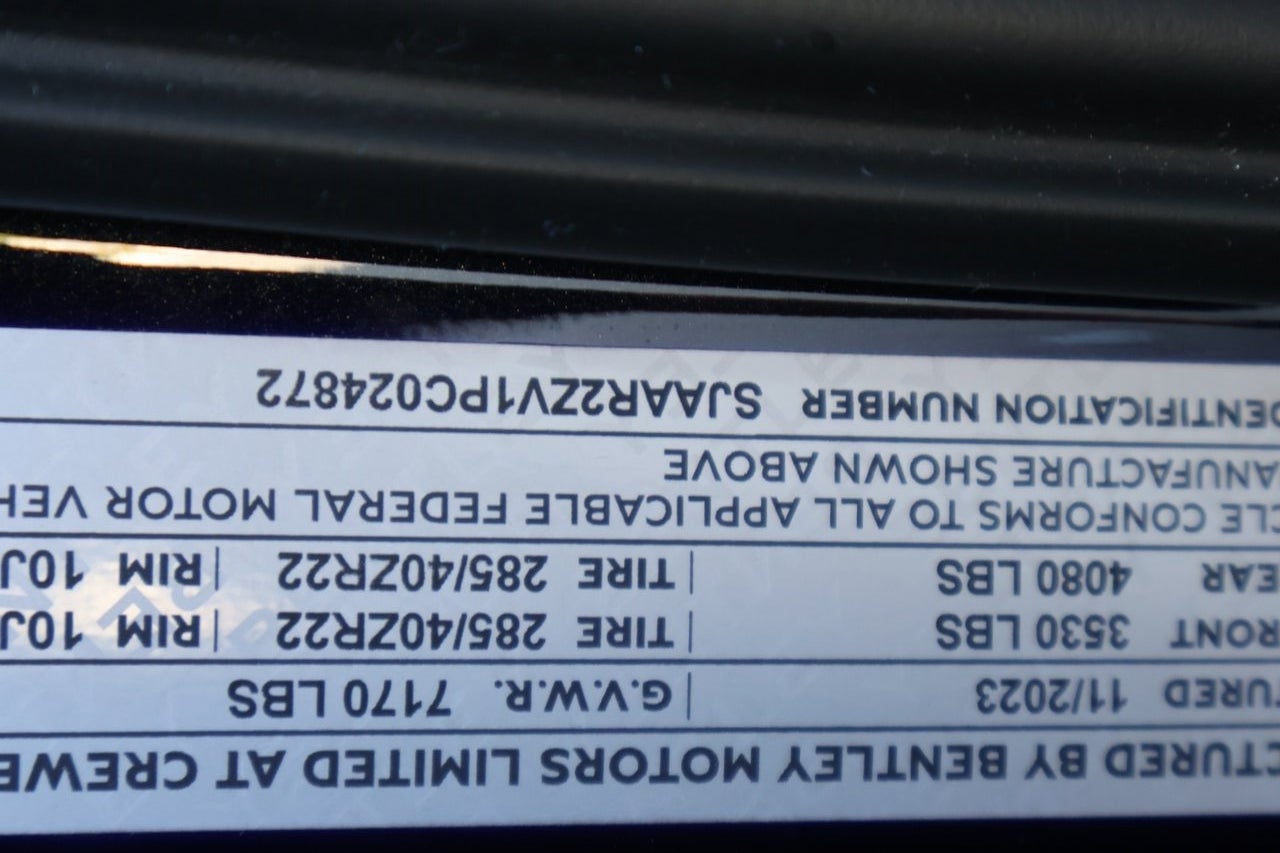 CTURED BY BENTLEY MOTORS LIMITED AT CREWE
TURED 11/2023 | G.V.W.R. 7170 LBS
RONT 3530 LBS | TIRE 285/40ZR22 | RIM 10J
EAR 4080 LBS | TIRE 285/40ZR22 | RIM 10J
CLE CONFORMS TO ALL APPLICABLE FEDERAL MOTOR VEH
ANUFACTURE SHOWN ABOVE
DENTIFICATION NUMBER SJAAR2ZV1PC024872